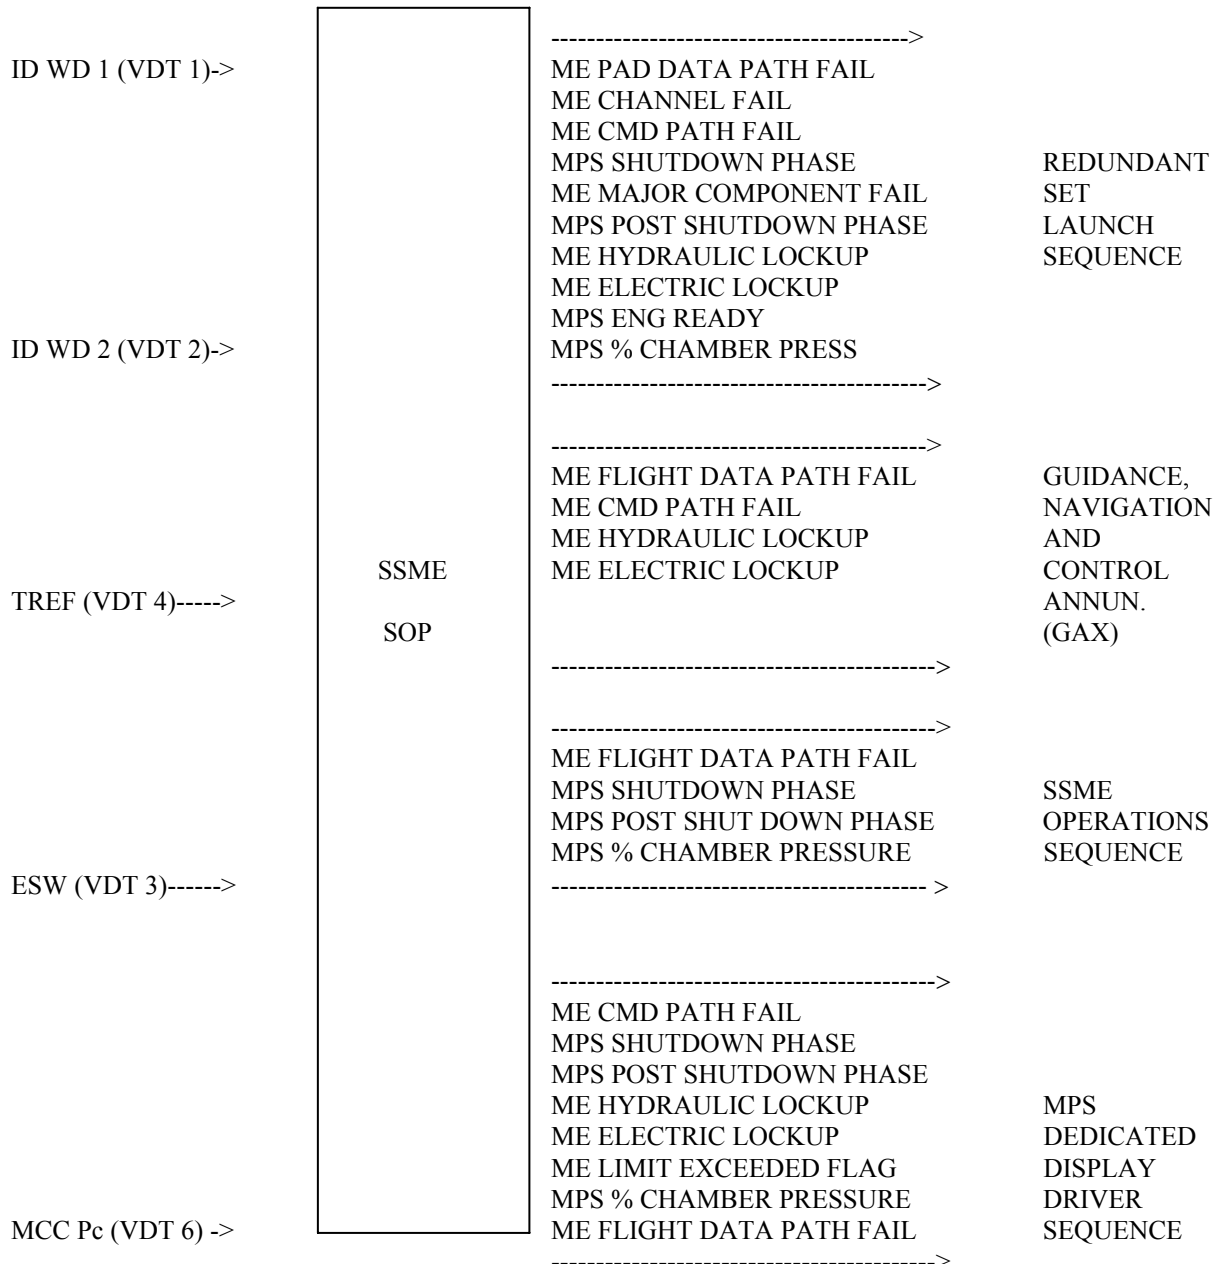 --------------------------------------->
ID WD 1 (VDT 1)-> ME PAD DATA PATH FAIL
ME CHANNEL FAIL
ME CMD PATH FAIL
MPS SHUTDOWN PHASE REDUNDANT
ME MAJOR COMPONENT FAIL SET
MPS POST SHUTDOWN PHASE LAUNCH
ME HYDRAULIC LOCKUP SEQUENCE
ME ELECTRIC LOCKUP
MPS ENG READY
ID WD 2 (VDT 2)-> MPS % CHAMBER PRESS
----------------------------------------->
----------------------------------------->
ME FLIGHT DATA PATH FAIL GUIDANCE,
ME CMD PATH FAIL NAVIGATION
ME HYDRAULIC LOCKUP AND
SSME ME ELECTRIC LOCKUP CONTROL
TREF (VDT 4)-----> ANNUN.
SOP (GAX)
------------------------------------------>
------------------------------------------>
ME FLIGHT DATA PATH FAIL
MPS SHUTDOWN PHASE SSME
MPS POST SHUT DOWN PHASE OPERATIONS
MPS % CHAMBER PRESSURE SEQUENCE
ESW (VDT 3)------> ----------------------------------------- >
------------------------------------------>
ME CMD PATH FAIL
MPS SHUTDOWN PHASE
MPS POST SHUTDOWN PHASE
ME HYDRAULIC LOCKUP MPS
ME ELECTRIC LOCKUP DEDICATED
ME LIMIT EXCEEDED FLAG DISPLAY
MPS % CHAMBER PRESSURE DRIVER
MCC Pc (VDT 6) -> ME FLIGHT DATA PATH FAIL SEQUENCE
------------------------------------------>